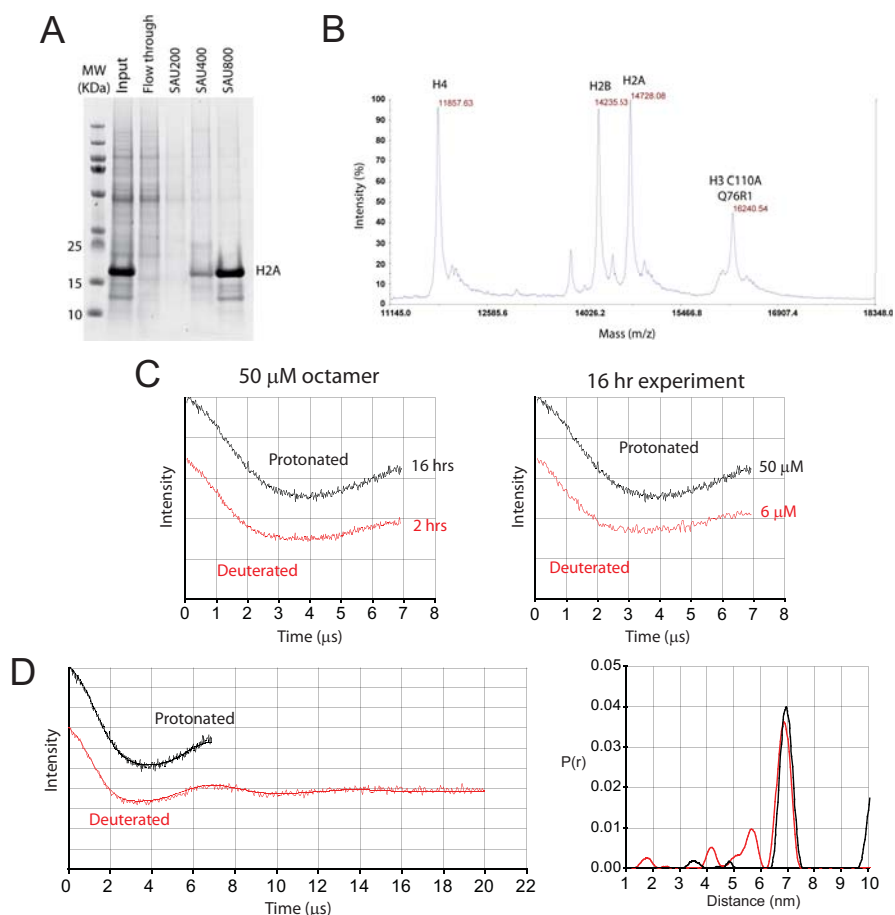 A
MW
(KDa)
Input
Flow through
SAU200
SAU400
SAU800
25
15
10
H2A
B
H4
11857.63
H2B
14235.53
H2A
14728.08
H3 C110A
Q76R1
16240.54
Intensity (%)
100
90
80
70
60
50
40
30
20
10
0
11145.0 12585.6 14026.2 15466.8 16907.4 18348.0
Mass (m/z)
C
50 μM octamer
Intensity
Protonated
16 hrs
2 hrs
Deuterated
0 1 2 3 4 5 6 7 8
Time (μs)
16 hr experiment
Intensity
Protonated
50 μM
6 μM
Deuterated
0 1 2 3 4 5 6 7 8
Time (μs)
D
Intensity
Protonated
Deuterated
0 2 4 6 8 10 12 14 16 18 20 22
Time (μs)
P(r)
0.05
0.04
0.03
0.02
0.01
0.00
1 2 3 4 5 6 7 8 9 10
Distance (nm)